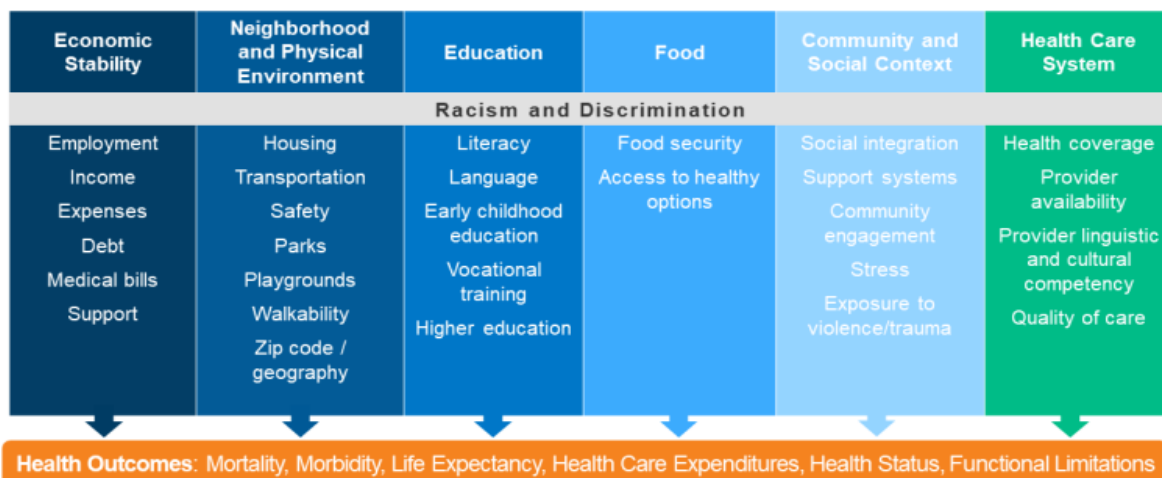 Economic
Stability
Neighborhood
and Physical
Environment
Education
Food
Community and
Social Context
Health Care
System
Racism and Discrimination
Employment
Income
Expenses
Debt
Medical bills
Support
Housing
Transportation
Safety
Parks
Playgrounds
Walkability
Zip code /
geography
Literacy
Language
Early childhood
education
Vocational
training
Higher education
Food security
Access to healthy
options
Social integration
Support systems
Community
engagement
Stress
Exposure to
violence/trauma
Health coverage
Provider
availability
Provider linguistic
and cultural
competency
Quality of care
Health Outcomes: Mortality, Morbidity, Life Expectancy, Health Care Expenditures, Health Status, Functional Limitations